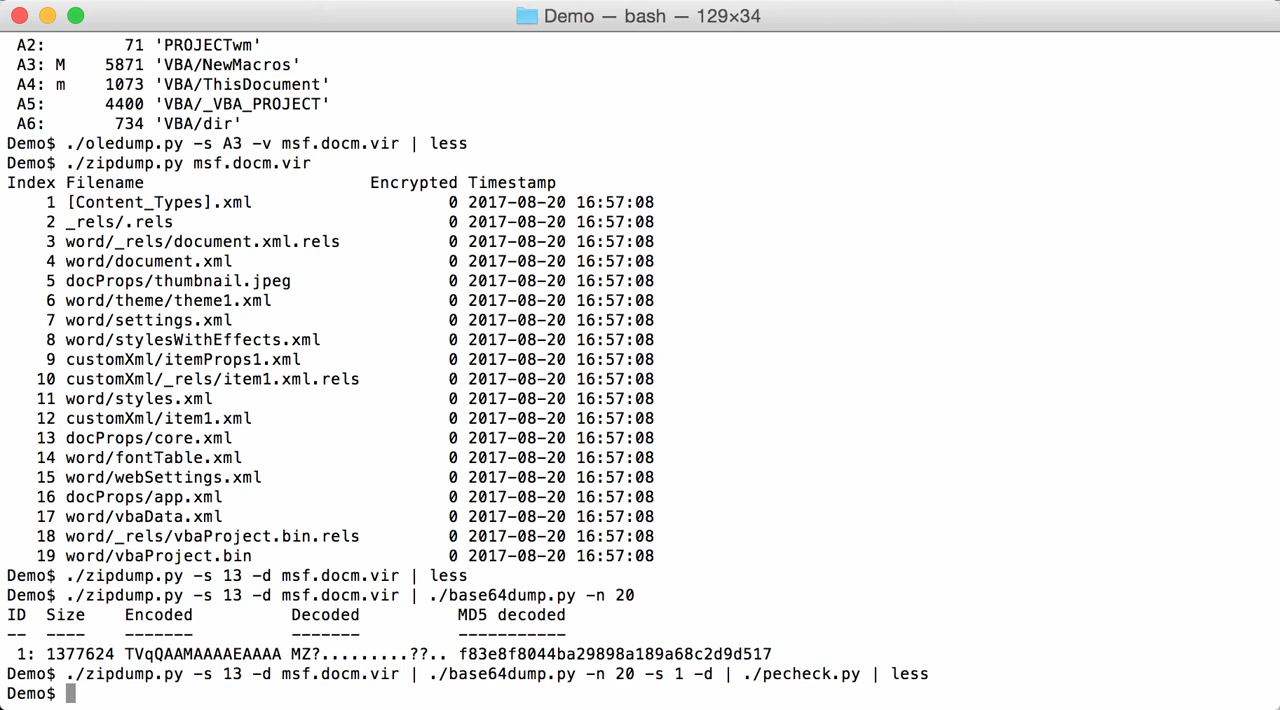 Demo — bash — 129×34
A2:        71 'PROJECTwm'
A3: M    5871 'VBA/NewMacros'
A4: m    1073 'VBA/ThisDocument'
A5:      4400 'VBA/_VBA_PROJECT'
A6:       734 'VBA/dir'
Demo$ ./oledump.py -s A3 -v msf.docm.vir | less
Demo$ ./zipdump.py msf.docm.vir
Index Filename                       Encrypted Timestamp
    1 [Content_Types].xml                    0 2017-08-20 16:57:08
    2 _rels/.rels                            0 2017-08-20 16:57:08
    3 word/_rels/document.xml.rels           0 2017-08-20 16:57:08
    4 word/document.xml                      0 2017-08-20 16:57:08
    5 docProps/thumbnail.jpeg                0 2017-08-20 16:57:08
    6 word/theme/theme1.xml                  0 2017-08-20 16:57:08
    7 word/settings.xml                      0 2017-08-20 16:57:08
    8 word/stylesWithEffects.xml             0 2017-08-20 16:57:08
    9 customXml/itemProps1.xml               0 2017-08-20 16:57:08
   10 customXml/_rels/item1.xml.rels         0 2017-08-20 16:57:08
   11 word/styles.xml                        0 2017-08-20 16:57:08
   12 customXml/item1.xml                    0 2017-08-20 16:57:08
   13 docProps/core.xml                      0 2017-08-20 16:57:08
   14 word/fontTable.xml                     0 2017-08-20 16:57:08
   15 word/webSettings.xml                   0 2017-08-20 16:57:08
   16 docProps/app.xml                       0 2017-08-20 16:57:08
   17 word/vbaData.xml                       0 2017-08-20 16:57:08
   18 word/_rels/vbaProject.bin.rels         0 2017-08-20 16:57:08
   19 word/vbaProject.bin                    0 2017-08-20 16:57:08
Demo$ ./zipdump.py -s 13 -d msf.docm.vir | less
Demo$ ./zipdump.py -s 13 -d msf.docm.vir | ./base64dump.py -n 20
ID  Size    Encoded          Decoded          MD5 decoded
--  ----    -------          -------          -----------
 1: 1377624 TVqQAAMAAAAEAAAA MZ?.........??.. f83e8f8044ba29898a189a68c2d9d517
Demo$ ./zipdump.py -s 13 -d msf.docm.vir | ./base64dump.py -n 20 -s 1 -d | ./pecheck.py | less
Demo$